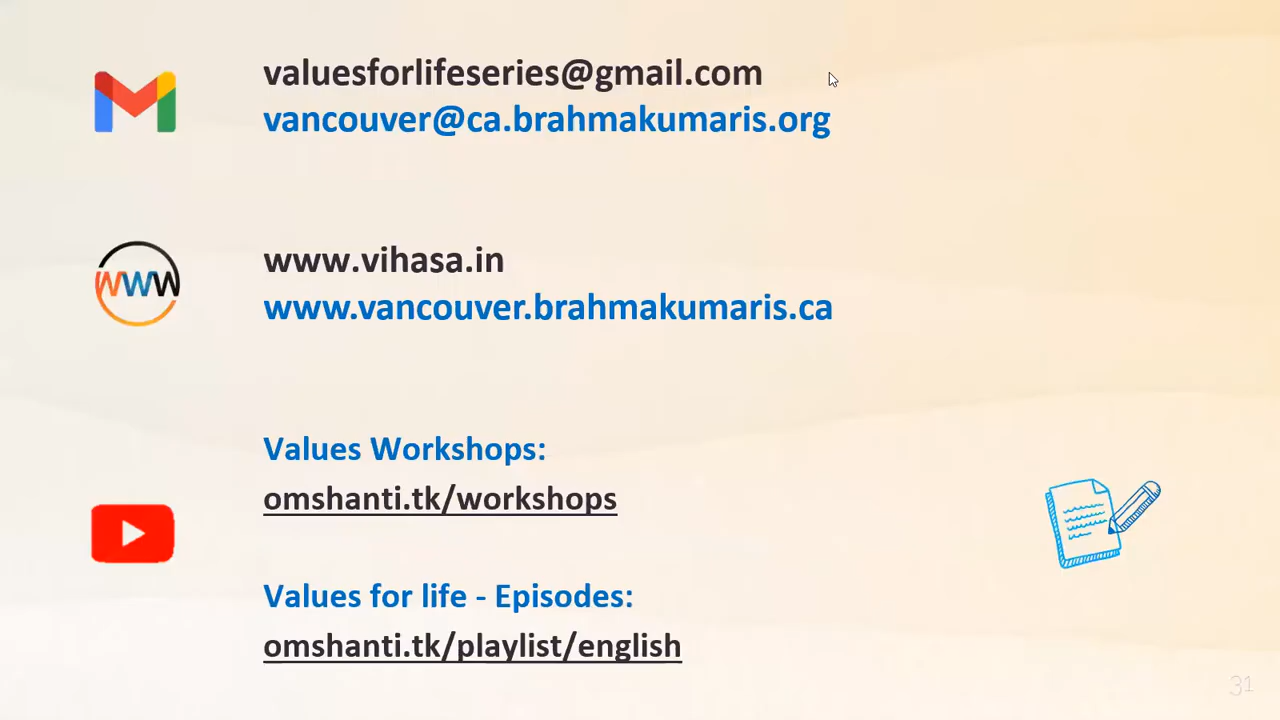 valuesforlifeseries@gmail.com
vancouver@ca.brahmakumaris.org
www.vihasa.in
www.vancouver.brahmakumaris.ca
WWW
Values Workshops:
omshanti.tk/workshops
Values for life - Episodes:
omshanti.tk/playlist/english
31